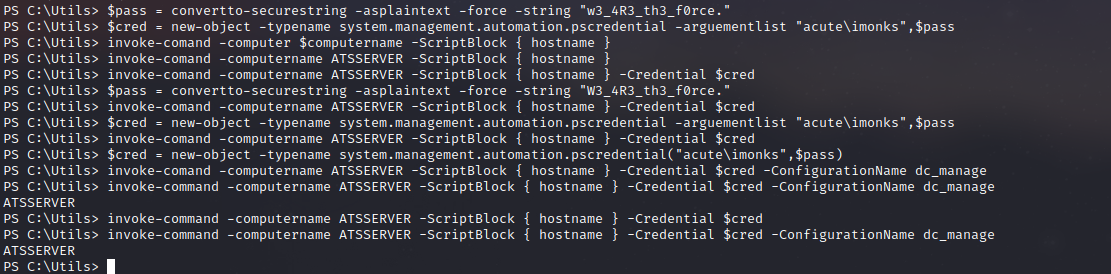 PS C:\Utils> $pass = convertto-securestring -asplaintext -force -string "w3_4R3_th3_f0rce."
PS C:\Utils> $cred = new-object -typename system.management.automation.pscredential -arguementlist "acute\imonks",$pass
PS C:\Utils> invoke-comand -computer $computername -ScriptBlock { hostname }
PS C:\Utils> invoke-comand -computername ATSSERVER -ScriptBlock { hostname }
PS C:\Utils> invoke-comand -computername ATSSERVER -ScriptBlock { hostname } -Credential $cred
PS C:\Utils> $pass = convertto-securestring -asplaintext -force -string "W3_4R3_th3_f0rce."
PS C:\Utils> invoke-comand -computername ATSSERVER -ScriptBlock { hostname } -Credential $cred
PS C:\Utils> $cred = new-object -typename system.management.automation.pscredential -arguementlist "acute\imonks",$pass
PS C:\Utils> invoke-comand -computername ATSSERVER -ScriptBlock { hostname } -Credential $cred
PS C:\Utils> $cred = new-object -typename system.management.automation.pscredential("acute\imonks",$pass)
PS C:\Utils> invoke-comand -computername ATSSERVER -ScriptBlock { hostname } -Credential $cred -ConfigurationName dc_manage
PS C:\Utils> invoke-command -computername ATSSERVER -ScriptBlock { hostname } -Credential $cred -ConfigurationName dc_manage
ATSSERVER
PS C:\Utils> invoke-command -computername ATSSERVER -ScriptBlock { hostname } -Credential $cred
PS C:\Utils> invoke-command -computername ATSSERVER -ScriptBlock { hostname } -Credential $cred -ConfigurationName dc_manage
ATSSERVER
PS C:\Utils>